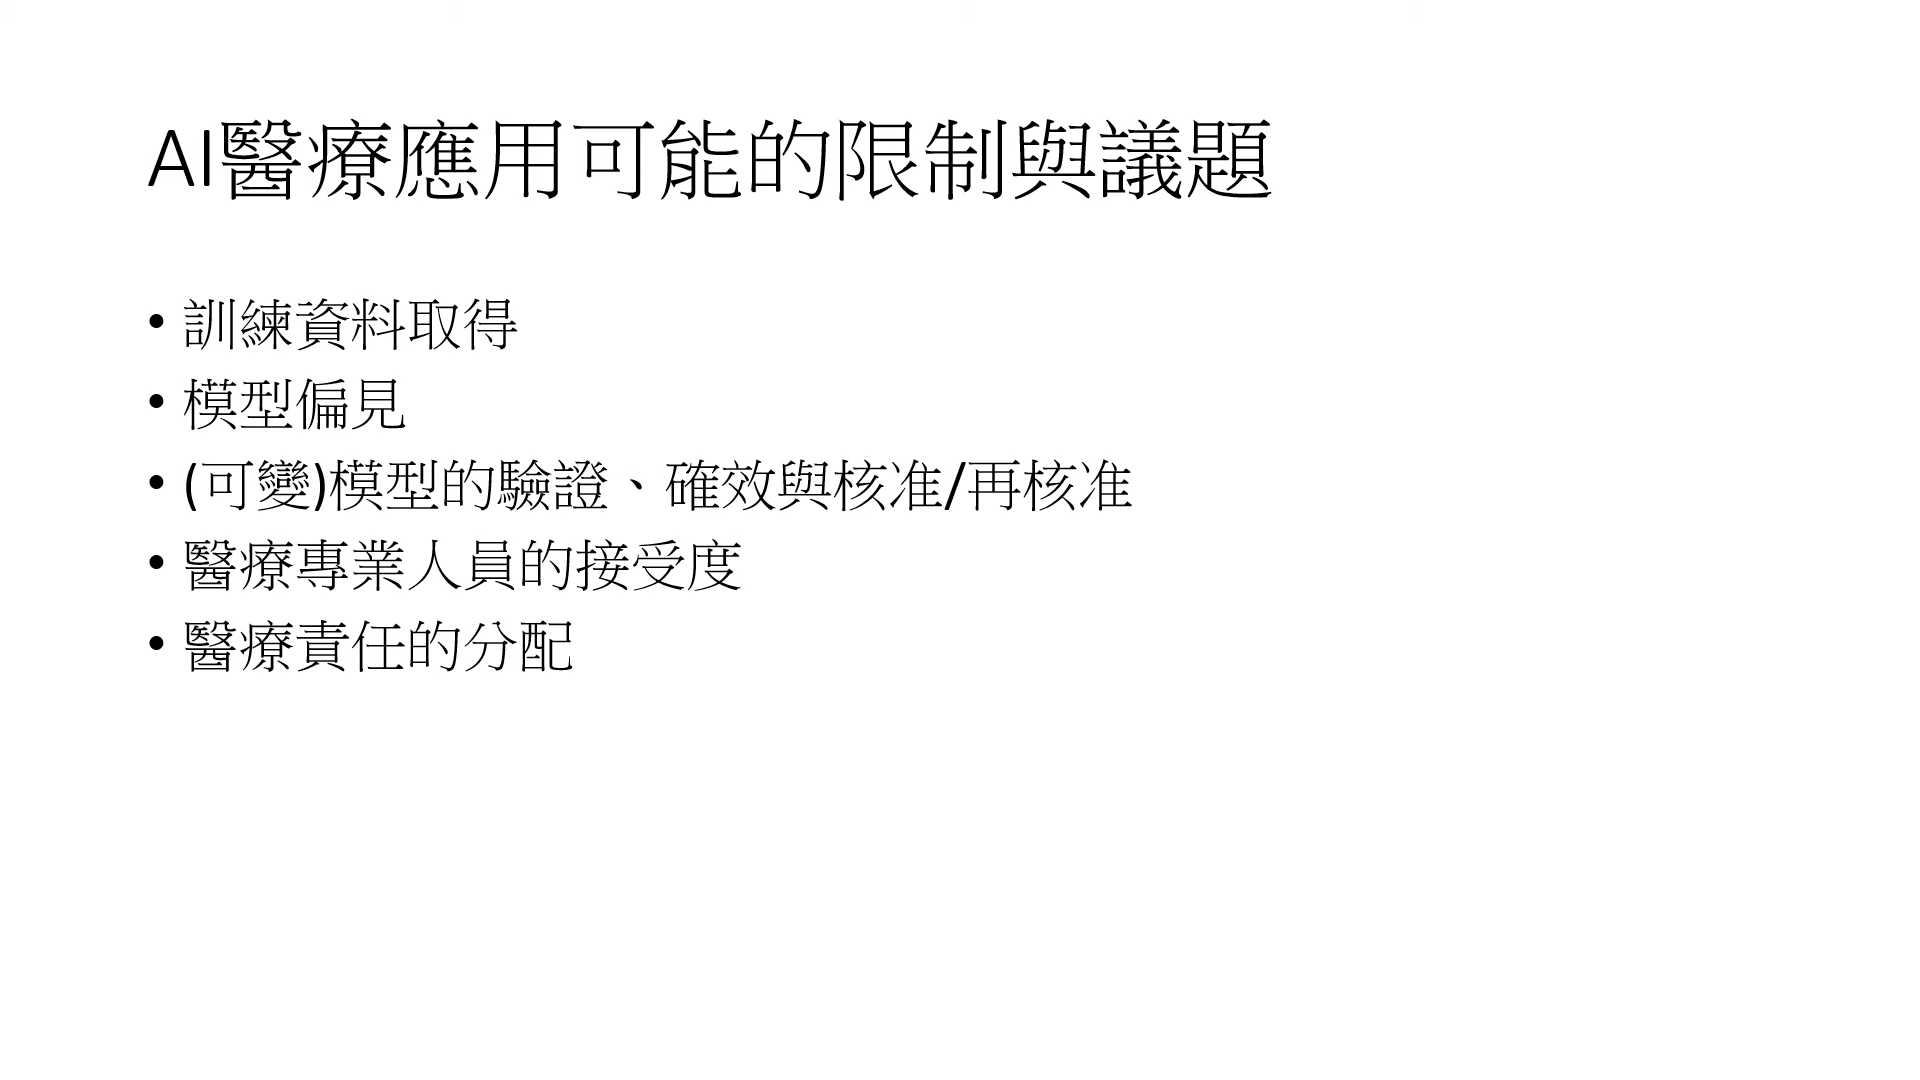 AI醫療應用可能的限制與議題
• 訓練資料取得
• 模型偏見
• (可變)模型的驗證、確效與核准/再核准
• 醫療專業人員的接受度
• 醫療責任的分配